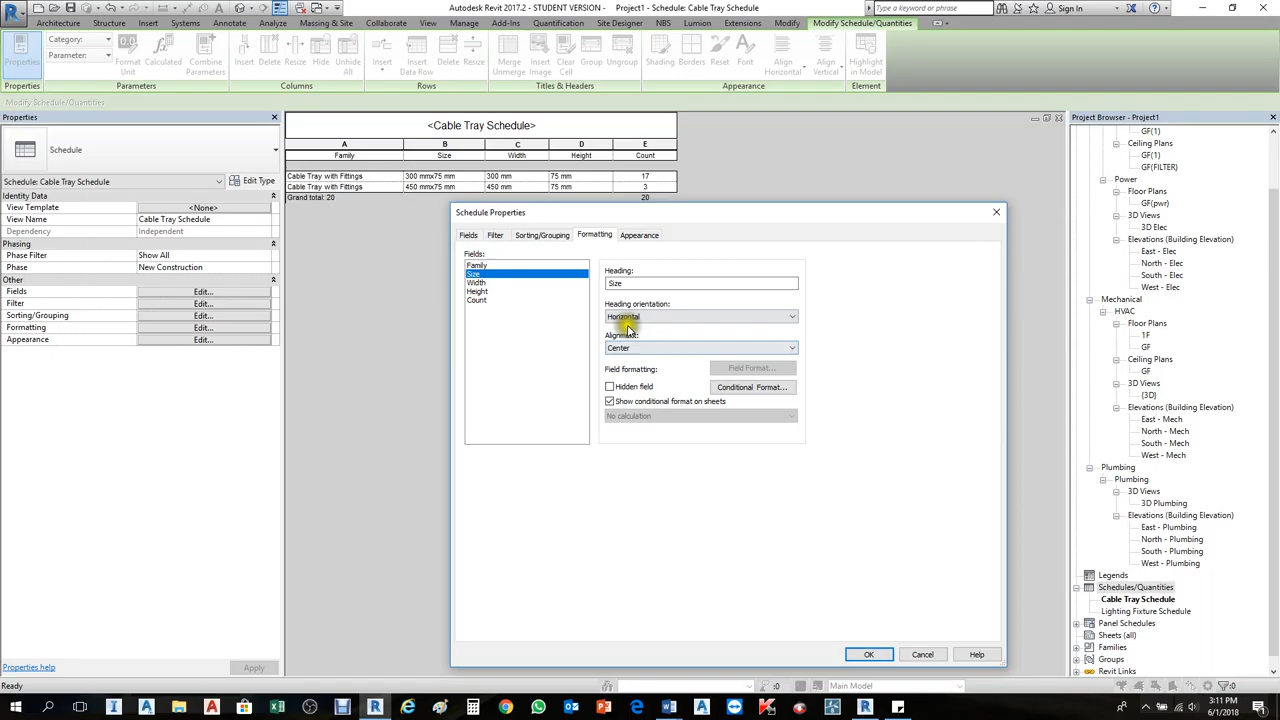 Autodesk Revit 2017.2 - STUDENT VERSION - Project1 - Schedule: Cable Tray Schedule
Type a keyword or phrase
Sign In
Architecture Structure Insert Systems Annotate Analyze Massing & Site Collaborate View Manage Add-Ins Quantification Site Designer NBS Lumion Extensions Modify Modify Schedule/Quantities
Category:
Parameter:
Properties
Format Unit
Calculated
Combine Parameters
Insert
Delete
Resize
Hide
Unhide All
Insert
Insert Data Row
Delete
Resize
Merge Unmerge
Insert Image
Clear Cell
Group
Ungroup
Shading
Borders
Reset
Font
Align Horizontal
Align Vertical
Highlight in Model
Properties Parameters Columns Rows Titles & Headers Appearance Element
Modify Schedule/Quantities
Properties
Schedule
Schedule: Cable Tray Schedule
Edit Type
Identity Data
View Template <None>
View Name Cable Tray Schedule
Dependency Independent
Phasing
Phase Filter Show All
Phase New Construction
Other
Fields Edit...
Filter Edit...
Sorting/Grouping Edit...
Formatting Edit...
Appearance Edit...
Properties help
Apply
<Cable Tray Schedule>
A B C D E
Family Size Width Height Count
Cable Tray with Fittings 300 mmx75 mm 300 mm 75 mm 17
Cable Tray with Fittings 450 mmx75 mm 450 mm 75 mm 3
Grand total: 20 20
Schedule Properties
Fields Filter Sorting/Grouping Formatting Appearance
Fields:
Family
Size
Width
Height
Count
Heading:
Size
Heading orientation:
Horizontal
Center
Field formatting:
Field Format...
Hidden field
Conditional Format...
Show conditional format on sheets
No calculation
OK
Cancel
Help
Project Browser - Project1
GF(1)
Ceiling Plans
GF(1)
GF(FILTER)
Power
Floor Plans
GF(pwr)
3D Views
3D Elec
Elevations (Building Elevation)
East - Elec
North - Elec
South - Elec
West - Elec
Mechanical
HVAC
Floor Plans
1F
GF
Ceiling Plans
GF
3D Views
{3D}
Elevations (Building Elevation)
East - Mech
North - Mech
South - Mech
West - Mech
Plumbing
Plumbing
3D Views
3D Plumbing
Elevations (Building Elevation)
East - Plumbing
North - Plumbing
South - Plumbing
West - Plumbing
Legends
Schedules/Quantities
Cable Tray Schedule
Lighting Fixture Schedule
Panel Schedules
Sheets (all)
Families
Groups
Revit Links
Ready
:0
Main Model
:0
3:11 PM
6/1/2018